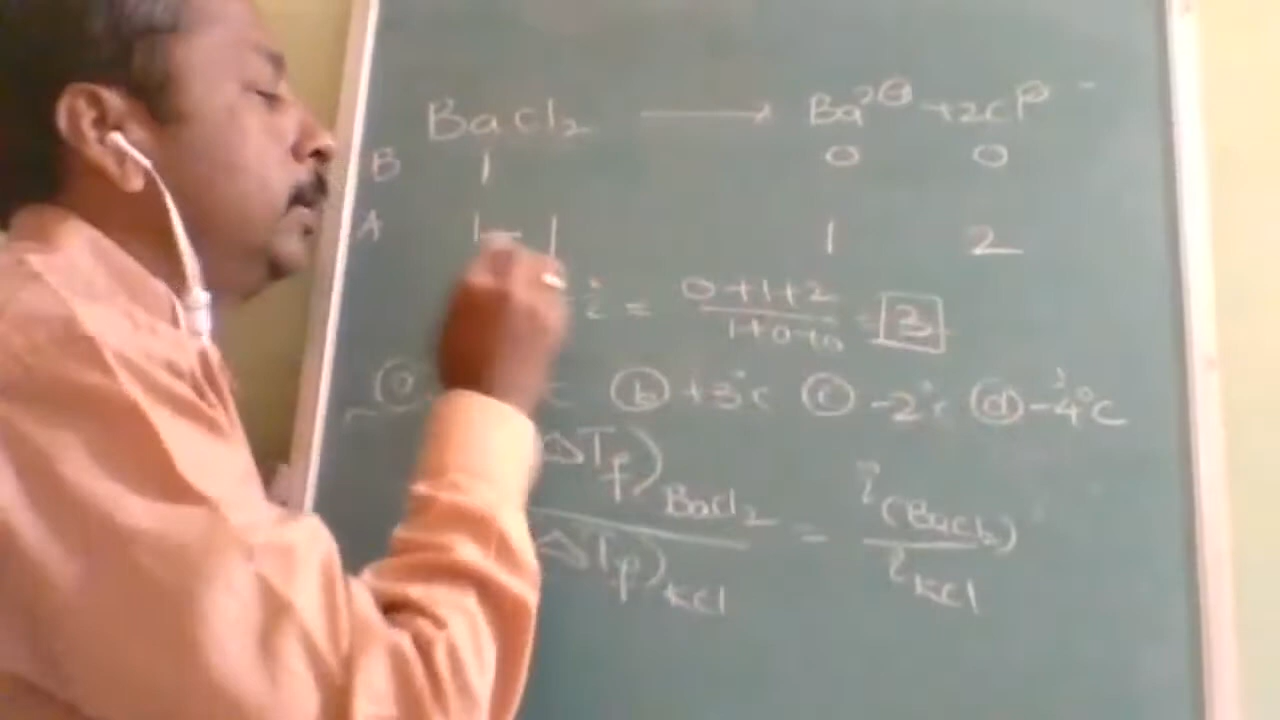 BaCl₂ ⟶ Ba²⊕ + 2Cl⊖
B 1 0 0
A 1 - 1 1 2
i = 0+1+2 / 1+0+0 = 3
ⓐ c ⓑ +3°c ⓒ -2°c ⓓ -4°C
ΔTf)BaCl₂ / ΔTf)KCl = i(BaCl₂) / iKCl